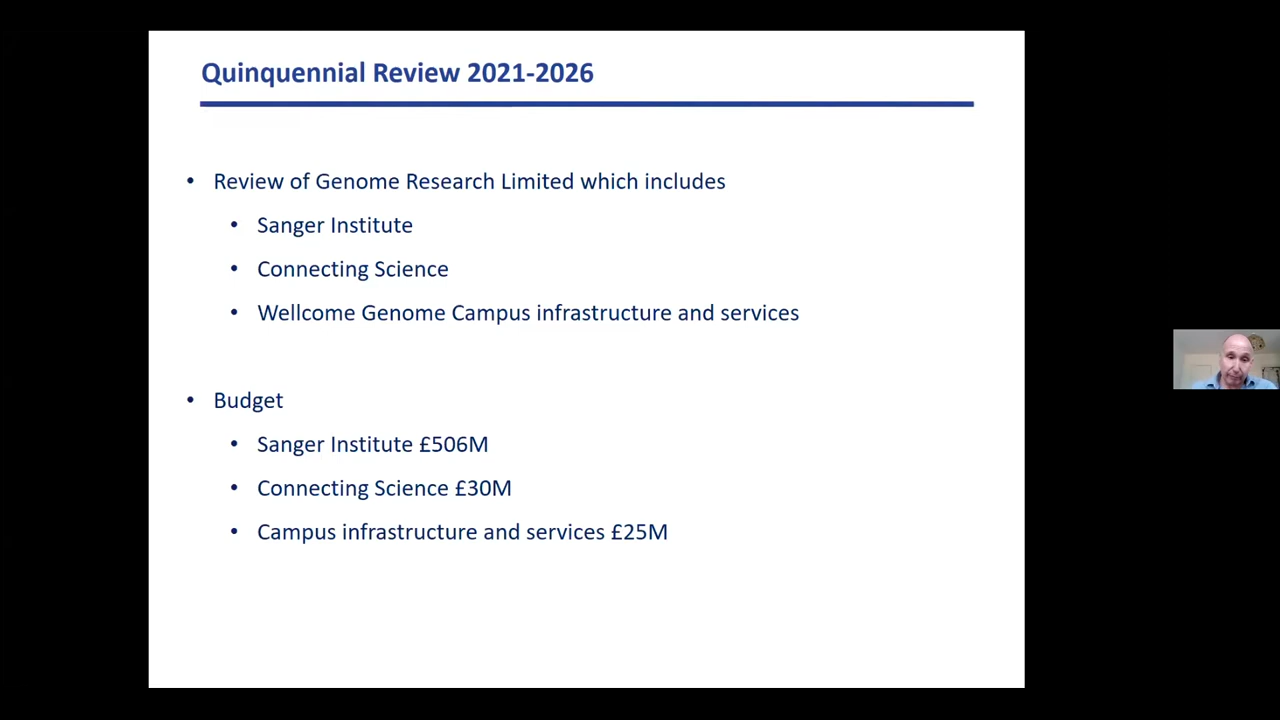 Quinquennial Review 2021-2026
• Review of Genome Research Limited which includes
• Sanger Institute
• Connecting Science
• Wellcome Genome Campus infrastructure and services
• Budget
• Sanger Institute £506M
• Connecting Science £30M
• Campus infrastructure and services £25M